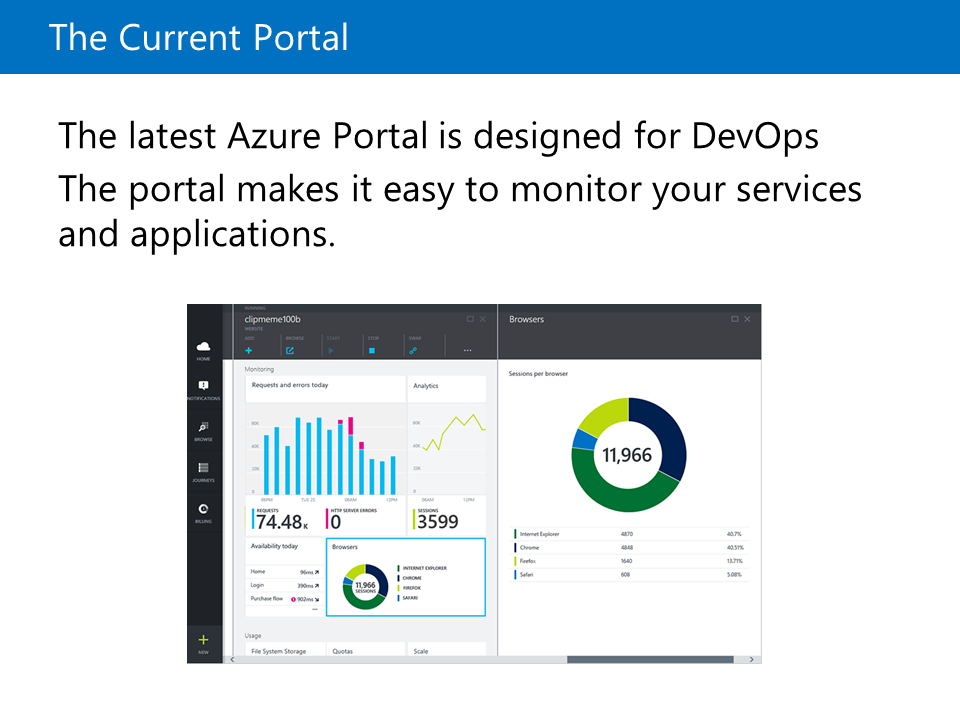 The Current Portal
The latest Azure Portal is designed for DevOps
The portal makes it easy to monitor your services
and applications.
RUNNING
clipmeme100b
WEBSITE
ADD
BROWSE
START
STOP
SWAP
...
HOME
NOTIFICATIONS
BROWSE
JOURNEYS
BILLING
NEW
Monitoring
Requests and errors today
60K
40K
20K
0
06PM
TUE 22
06AM
12PM
REQUESTS
74.48K
HTTP SERVER ERRORS
0
Analytics
60K
40K
20K
0
06AM
12PM
SESSIONS
3599
Availability today
Home 96ms
Login 390ms
Purchase flow 902ms
...
Browsers
11,966
SESSIONS
INTERNET EXPLORER
CHROME
FIREFOX
SAFARI
Usage
File System Storage
Quotas
Scale
Browsers
Sessions per browser
11,966
Internet Explorer 4870 40.7%
Chrome 4848 40.51%
Firefox 1640 13.71%
Safari 608 5.08%